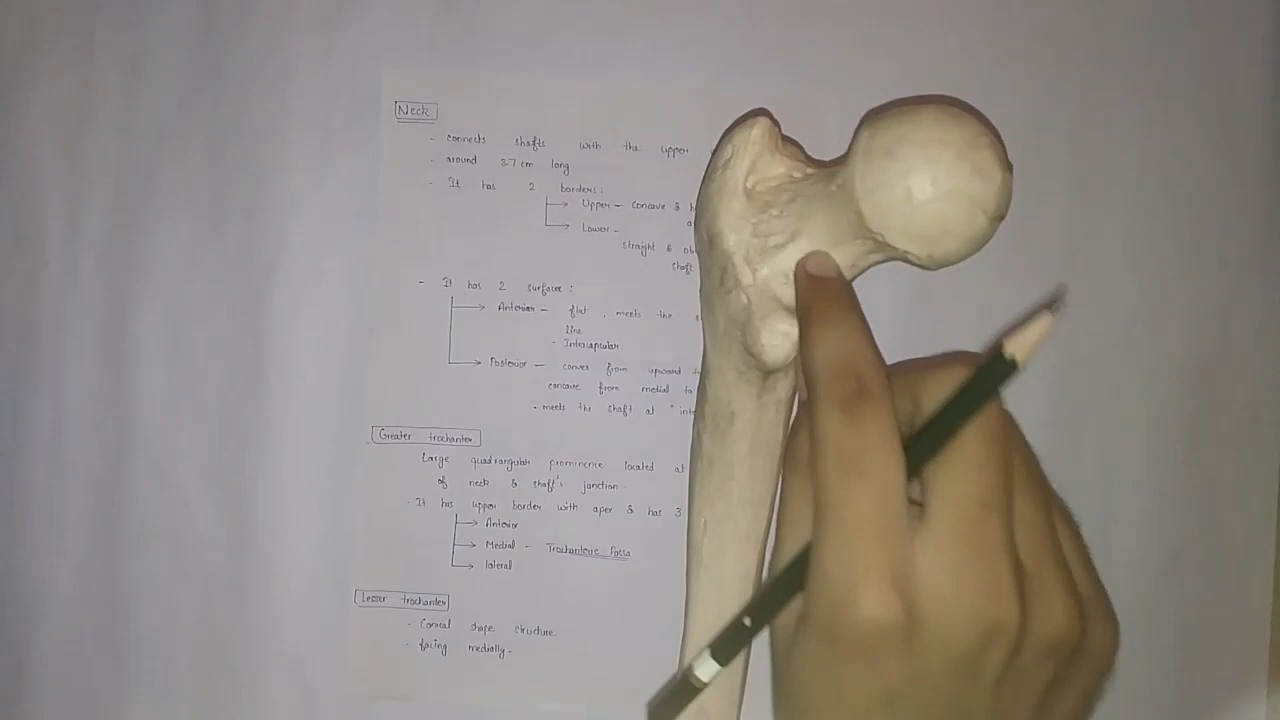 Neck
- connects shafts with the upper
- around 3.7 cm long
- It has 2 borders:
Upper - Concave &
Lower -
straight &
shaft
- It has 2 surfaces:
Anterior - flat, meets the
line
- Intercapsular
Posterior - convex from upward
concave from medial to
- meets the shaft at "inte
Greater trochanter
Large quadrangular prominence located at
of neck & shaft's junction.
- It has upper border with apex & has 3
Anterior
Medial - Trochanteric Fossa
lateral
Lesser trochanter
- Conical shape structure
- facing medially-